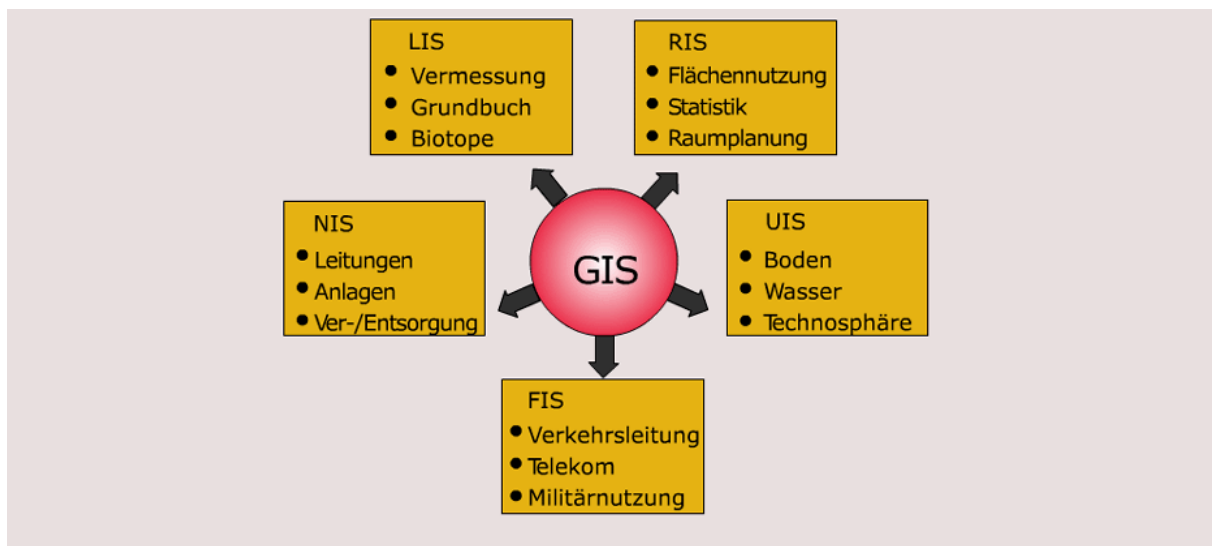 LIS
• Vermessung
• Grundbuch
• Biotope
RIS
• Flächennutzung
• Statistik
• Raumplanung
NIS
• Leitungen
• Anlagen
• Ver-/Entsorgung
GIS
UIS
• Boden
• Wasser
• Technosphäre
FIS
• Verkehrsleitung
• Telekom
• Militärnutzung